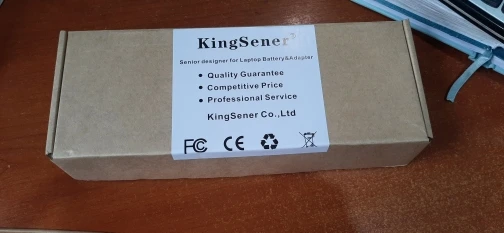 KingSener®
Senior designer for Laptop Battery&Adapter
• Quality Guarantee
• Competitive Price
• Professional Service
KingSener Co.,Ltd
FC CE